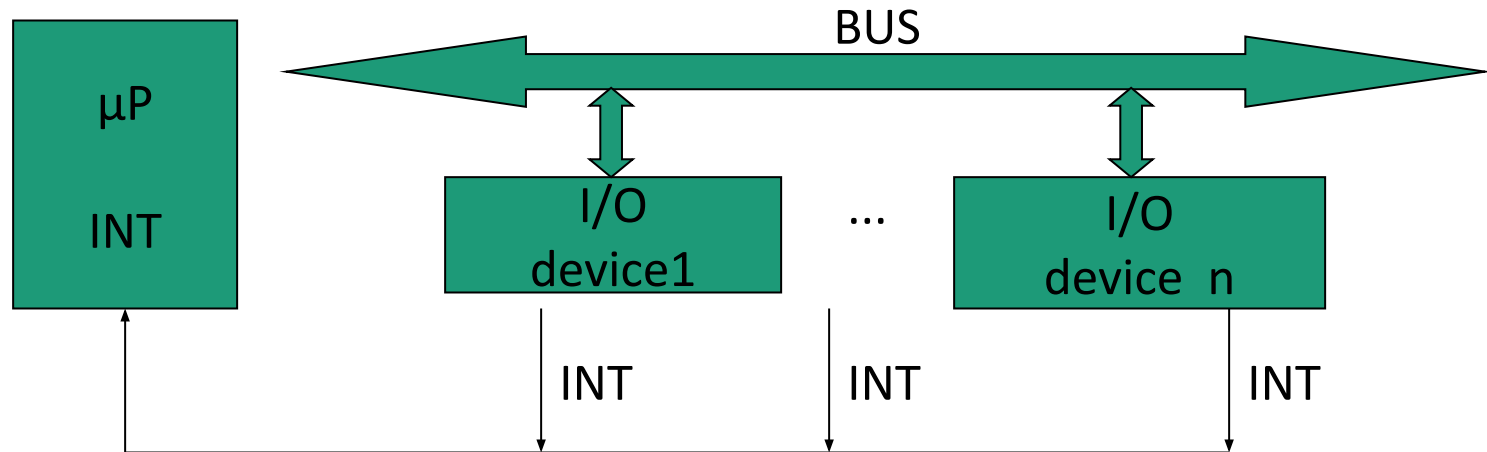 BUS
µP
INT
I/O
device1
...
I/O
device n
INT
INT
INT